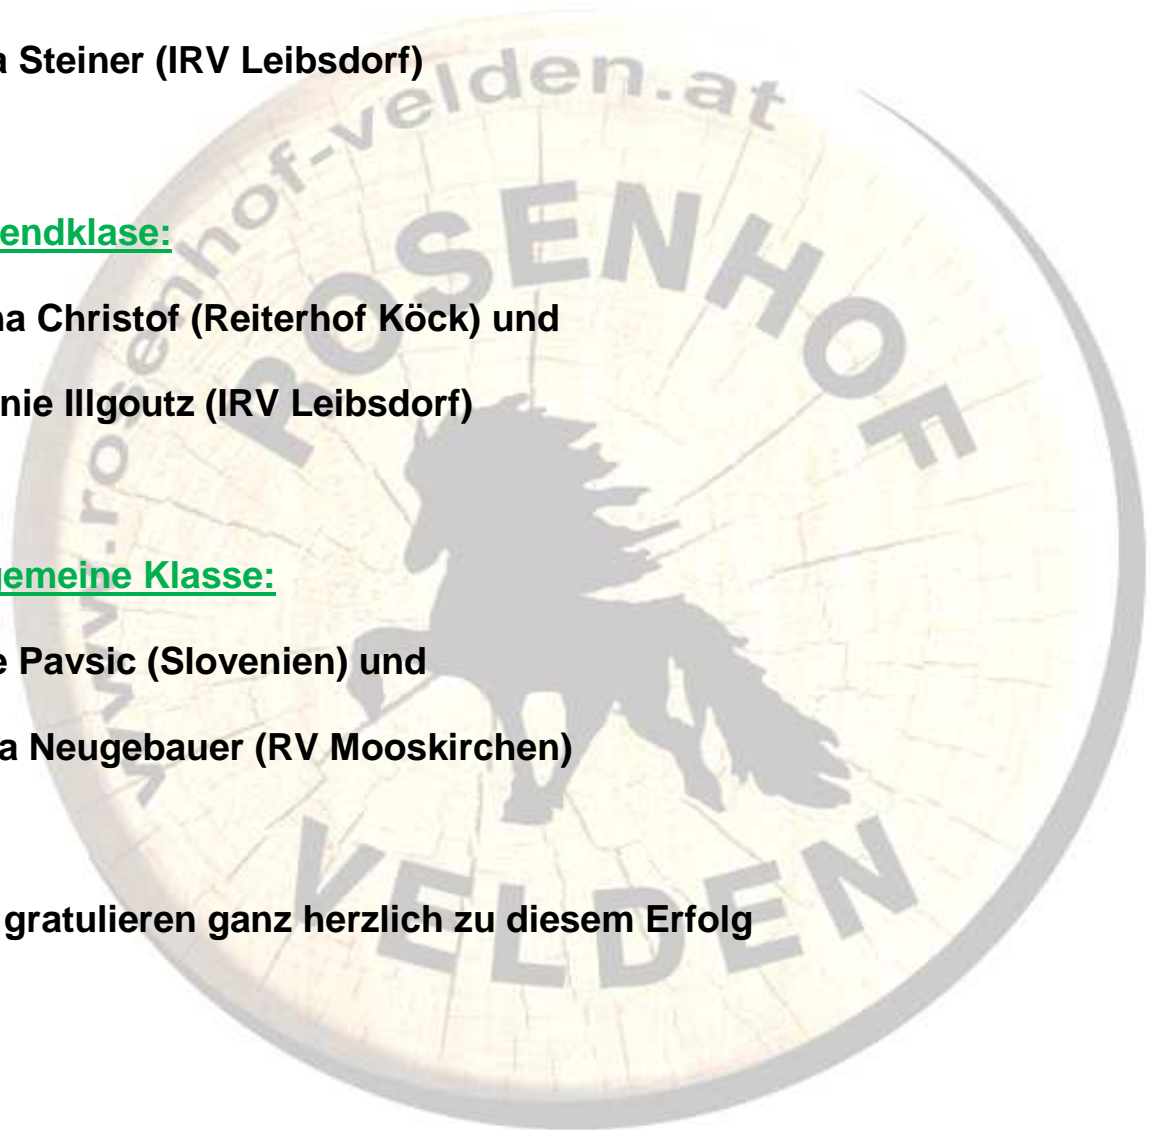 a Steiner (IRV Leibsdorf)
endklase:
na Christof (Reiterhof Köck) und
nie Illgoutz (IRV Leibsdorf)
gemeine Klasse:
e Pavsic (Slovenien) und
a Neugebauer (RV Mooskirchen)
gratulieren ganz herzlich zu diesem Erfolg
www.rosenhof-velden.at
ROSENHOF
VELDEN